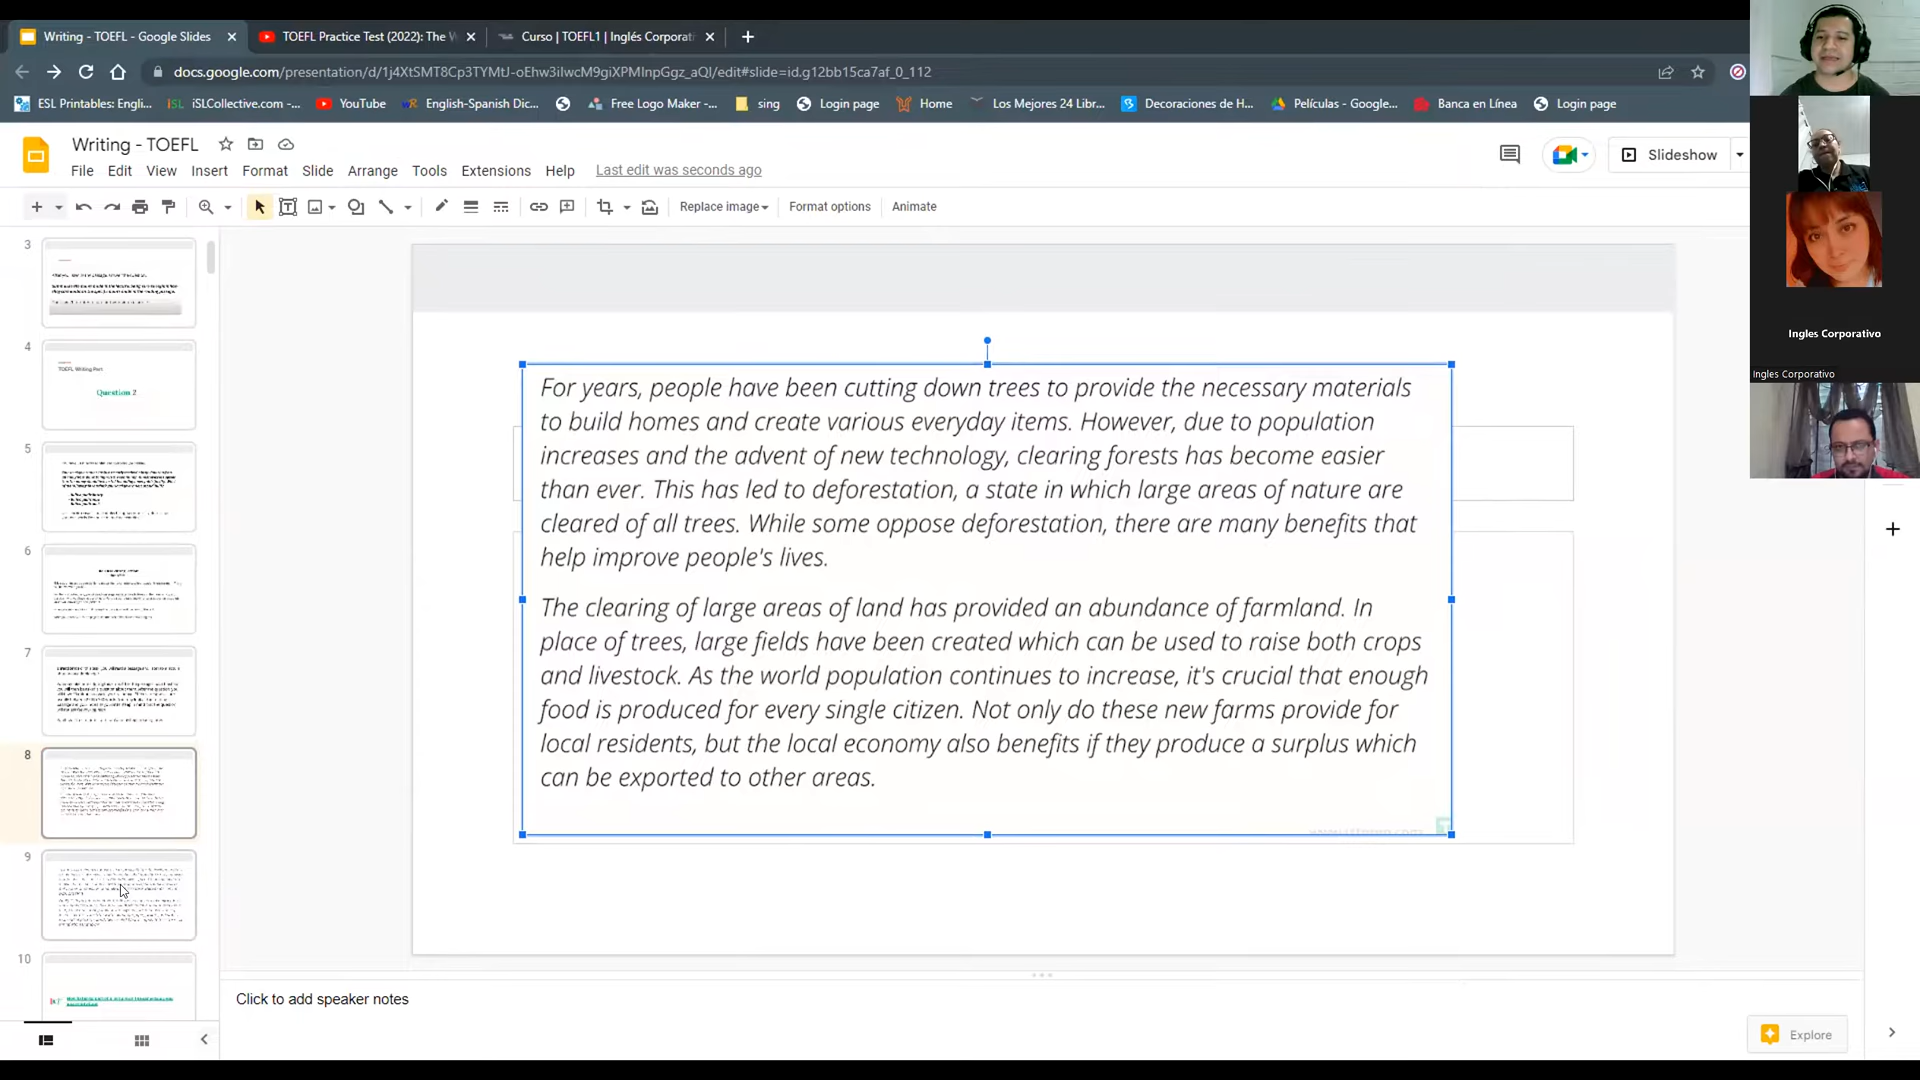 Writing - TOEFL - Google Slides
TOEFL Practice Test (2022): The W
Curso | TOEFL1 | Inglés Corporati
docs.google.com/presentation/d/1j4XtSMT8Cp3TYMtJ-oEhw3iIwcM9giXPMInpGgz_aQI/edit#slide=id.g12bb15ca7af_0_112
ESL Printables: Engli...
iSLCollective.com -...
YouTube
English-Spanish Dic...
Free Logo Maker -...
sing
Login page
Home
Los Mejores 24 Libr...
Decoraciones de H...
Películas - Google...
Banca en Línea
Login page
Writing - TOEFL
File Edit View Insert Format Slide Arrange Tools Extensions Help Last edit was seconds ago
Slideshow
Replace image Format options Animate
3
4
TOEFL Writing Part
Question 2
5
6
7
8
9
10
For years, people have been cutting down trees to provide the necessary materials
to build homes and create various everyday items. However, due to population
increases and the advent of new technology, clearing forests has become easier
than ever. This has led to deforestation, a state in which large areas of nature are
cleared of all trees. While some oppose deforestation, there are many benefits that
help improve people's lives.
The clearing of large areas of land has provided an abundance of farmland. In
place of trees, large fields have been created which can be used to raise both crops
and livestock. As the world population continues to increase, it's crucial that enough
food is produced for every single citizen. Not only do these new farms provide for
local residents, but the local economy also benefits if they produce a surplus which
can be exported to other areas.
Click to add speaker notes
Explore
Ingles Corporativo
Ingles Corporativo